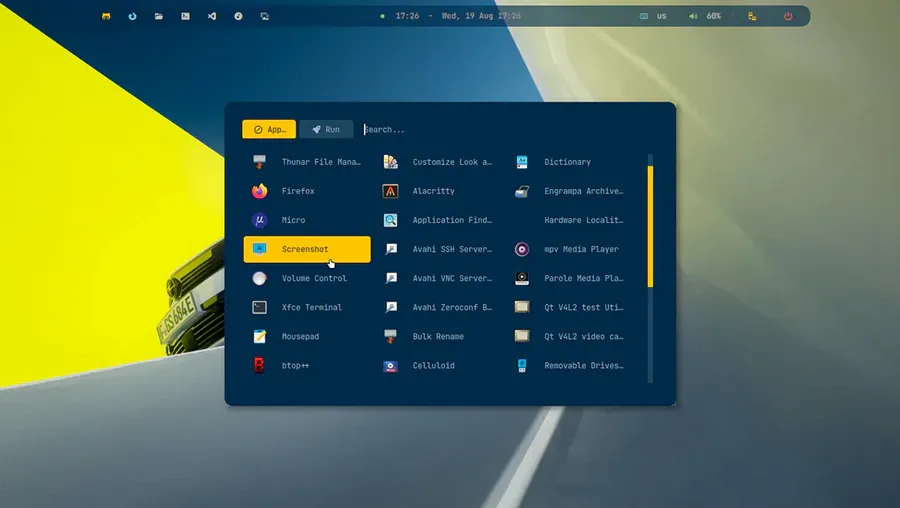 17:26 - Wed, 19 Aug 17:26 us 60%
App… Run Search...
Thunar File Mana… Customize Look a… Dictionary
Firefox Alacritty Engrampa Archive…
Micro Application Find… Hardware Localit…
Screenshot Avahi SSH Server… mpv Media Player
Volume Control Avahi VNC Server… Parole Media Pla…
Xfce Terminal Avahi Zeroconf B… Qt V4L2 test Uti…
Mousepad Bulk Rename Qt V4L2 video ca…
btop++ Celluloid Removable Drives…